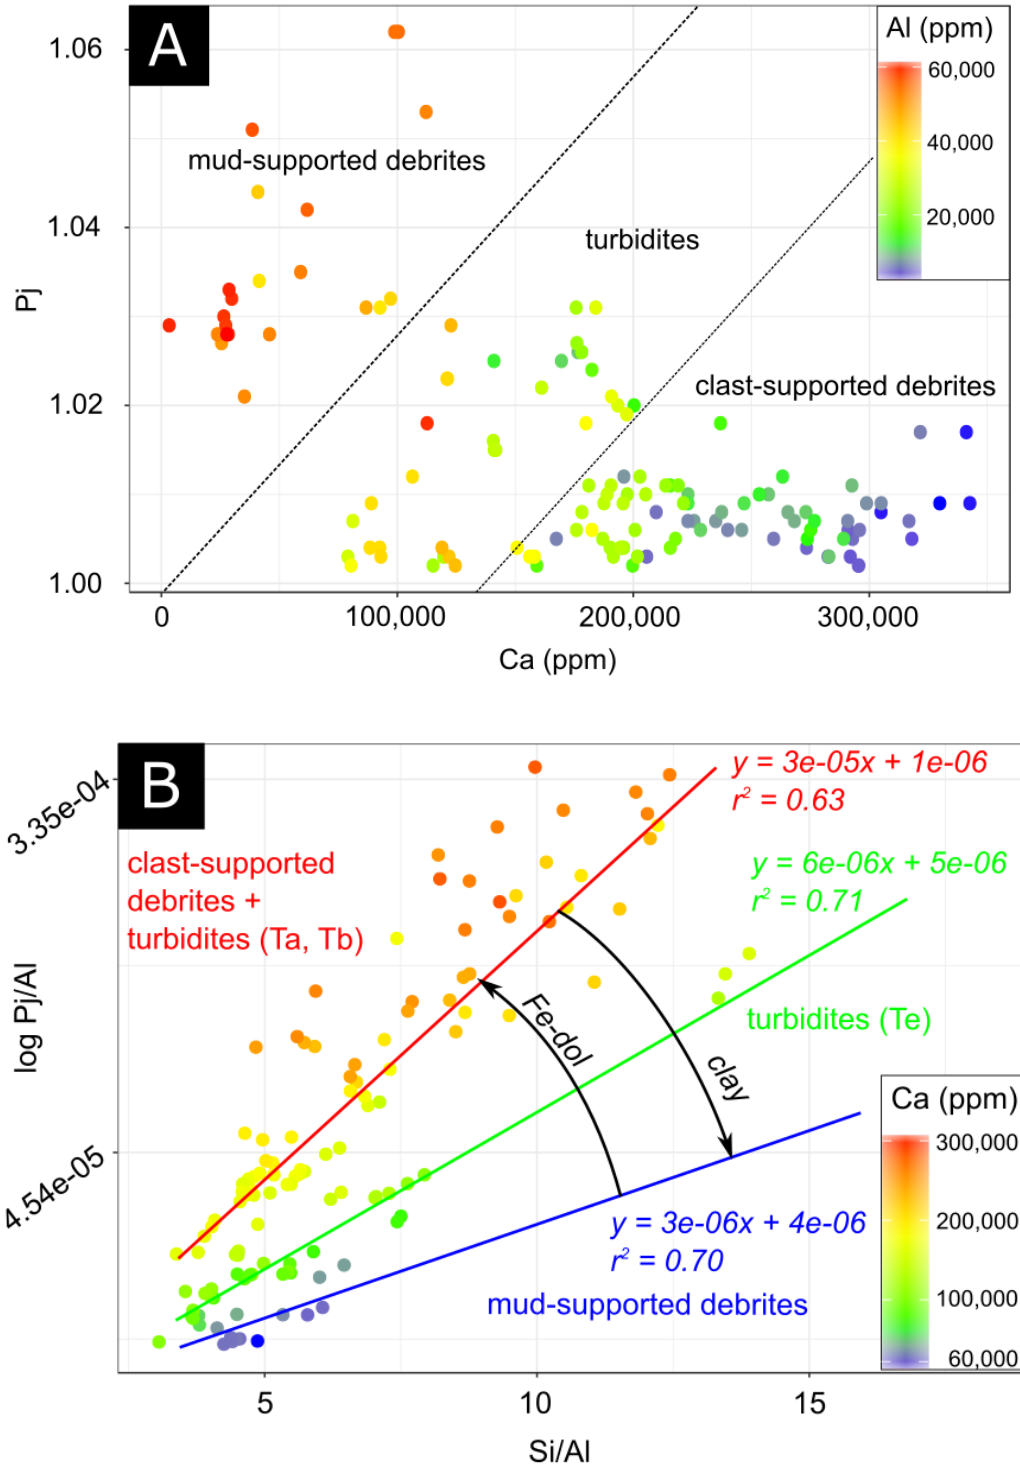 A
Al (ppm)
60,000
40,000
20,000
1.06
1.04
1.02
1.00
Pj
mud-supported debrites
turbidites
clast-supported debrites
0
100,000
200,000
300,000
Ca (ppm)
B
y = 3e-05x + 1e-06
r² = 0.63
y = 6e-06x + 5e-06
r² = 0.71
clast-supported
debrites +
turbidites (Ta, Tb)
3.35e-04
4.54e-05
log Pj/Al
Fe-dol
clay
turbidites (Te)
Ca (ppm)
300,000
200,000
100,000
60,000
y = 3e-06x + 4e-06
r² = 0.70
mud-supported debrites
5
10
15
Si/Al